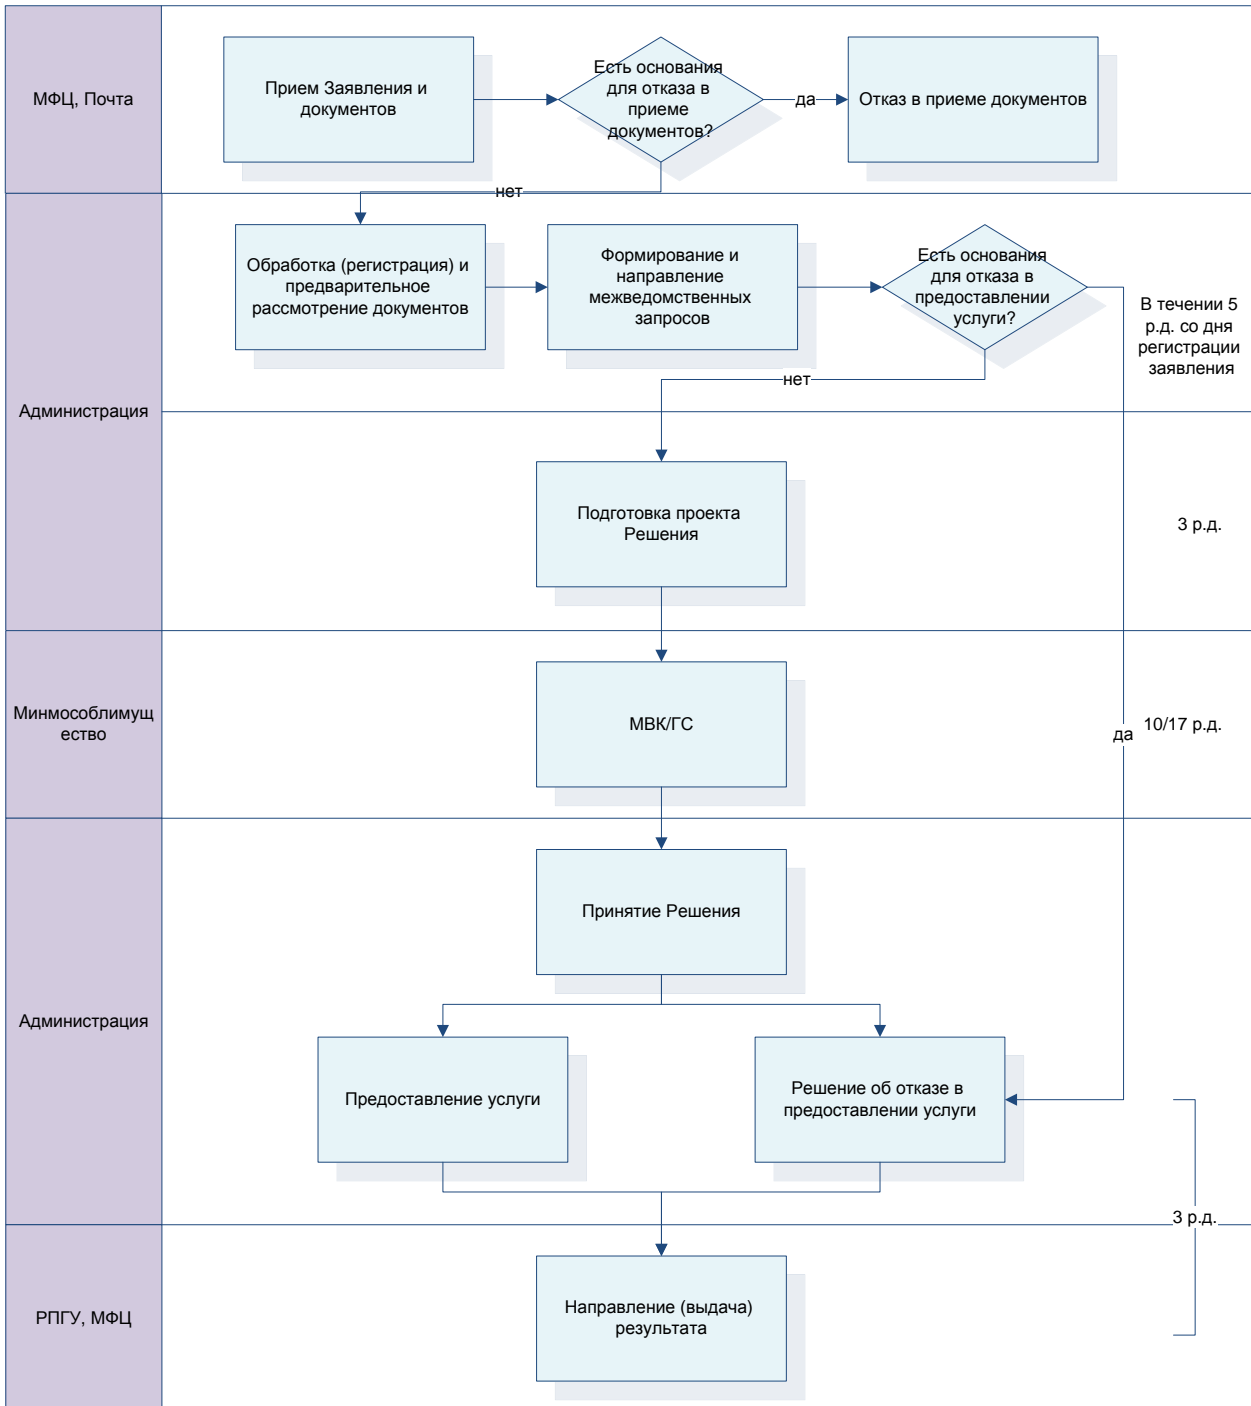 МФЦ, Почта
Прием Заявления и
документов
Есть основания
для отказа в
приеме
документов?
да
Отказ в приеме документов
нет
Администрация
Обработка (регистрация) и
предварительное
рассмотрение документов
Формирование и
направление
межведомственных
запросов
Есть основания
для отказа в
предоставлении
услуги?
В течении 5
р.д. со дня
регистрации
заявления
нет
Подготовка проекта
Решения
3 р.д.
Минмособлимущ
ество
МВК/ГС
да
10/17 р.д.
Администрация
Принятие Решения
Предоставление услуги
Решение об отказе в
предоставлении услуги
3 р.д.
РПГУ, МФЦ
Направление (выдача)
результата